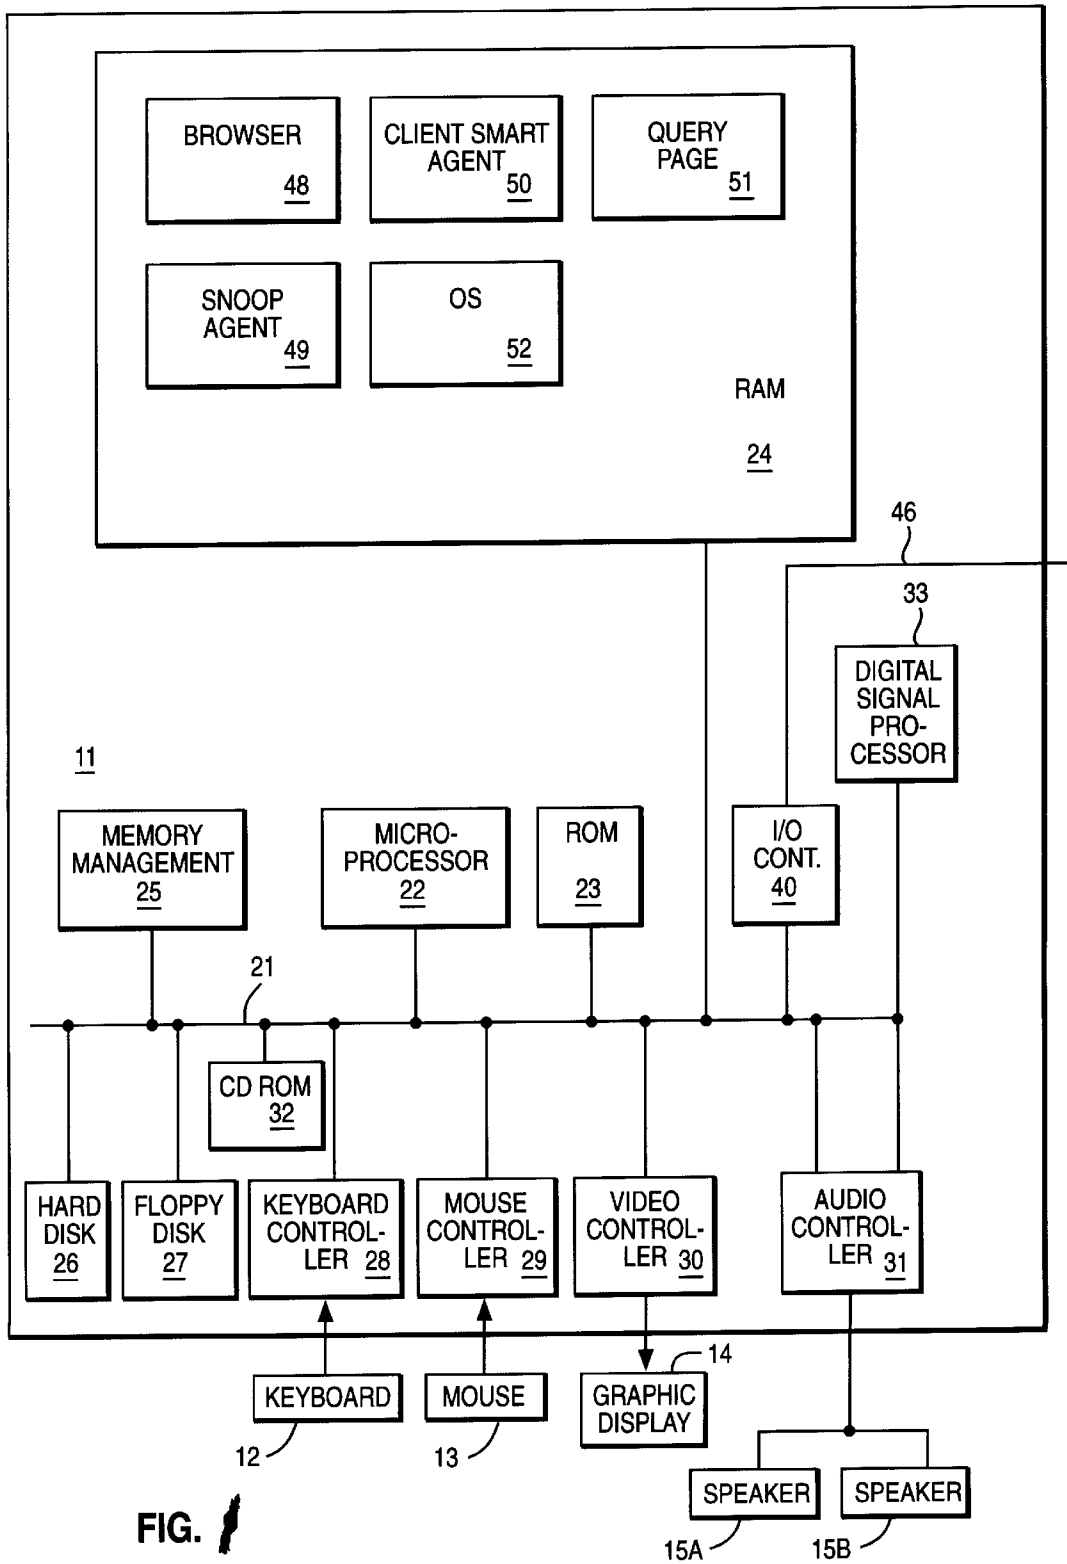 BROWSER
48
CLIENT SMART
AGENT
50
QUERY
PAGE
51
SNOOP
AGENT
49
OS
52
RAM
24
46
33
DIGITAL
SIGNAL
PRO-
CESSOR
11
MEMORY
MANAGEMENT
25
MICRO-
PROCESSOR
22
ROM
23
I/O
CONT.
40
21
CD ROM
32
HARD
DISK
26
FLOPPY
DISK
27
KEYBOARD
CONTROL-
LER 28
MOUSE
CONTROL-
LER 29
VIDEO
CONTROL-
LER 30
AUDIO
CONTROL-
LER 31
KEYBOARD
12
MOUSE
13
14
GRAPHIC
DISPLAY
SPEAKER
15A
SPEAKER
15B
FIG. 1